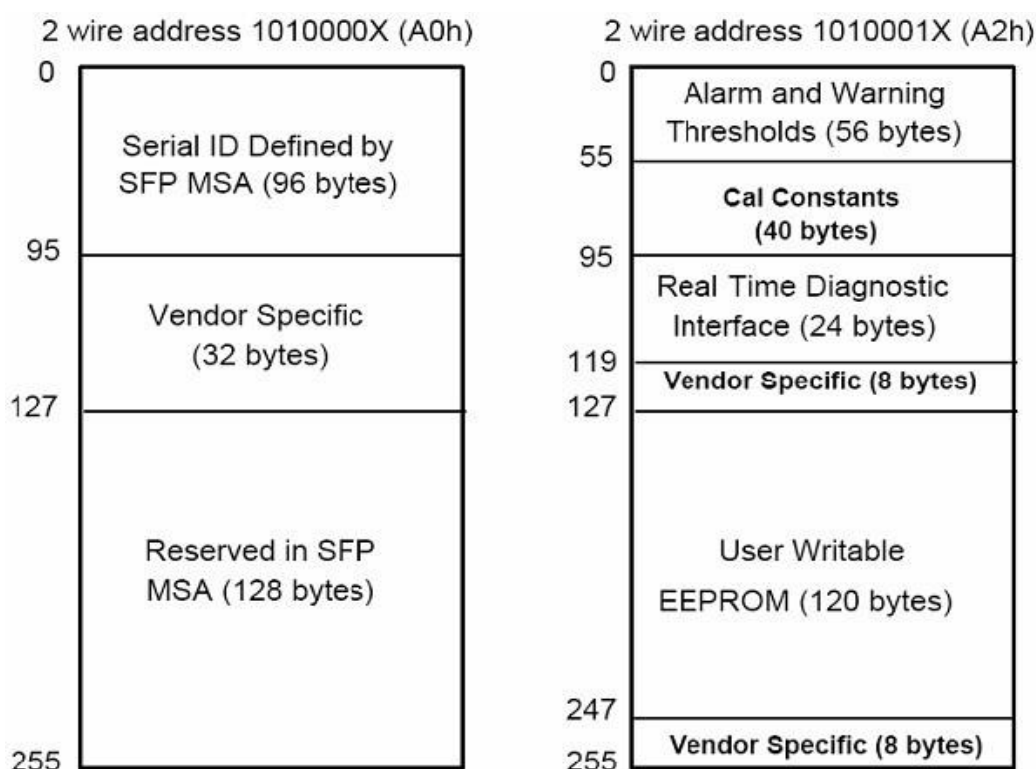 2 wire address 1010000X (A0h)
0
Serial ID Defined by
SFP MSA (96 bytes)
95
Vendor Specific
(32 bytes)
127
Reserved in SFP
MSA (128 bytes)
255
2 wire address 1010001X (A2h)
0
Alarm and Warning
Thresholds (56 bytes)
55
Cal Constants
(40 bytes)
95
Real Time Diagnostic
Interface (24 bytes)
119
Vendor Specific (8 bytes)
127
User Writable
EEPROM (120 bytes)
247
Vendor Specific (8 bytes)
255